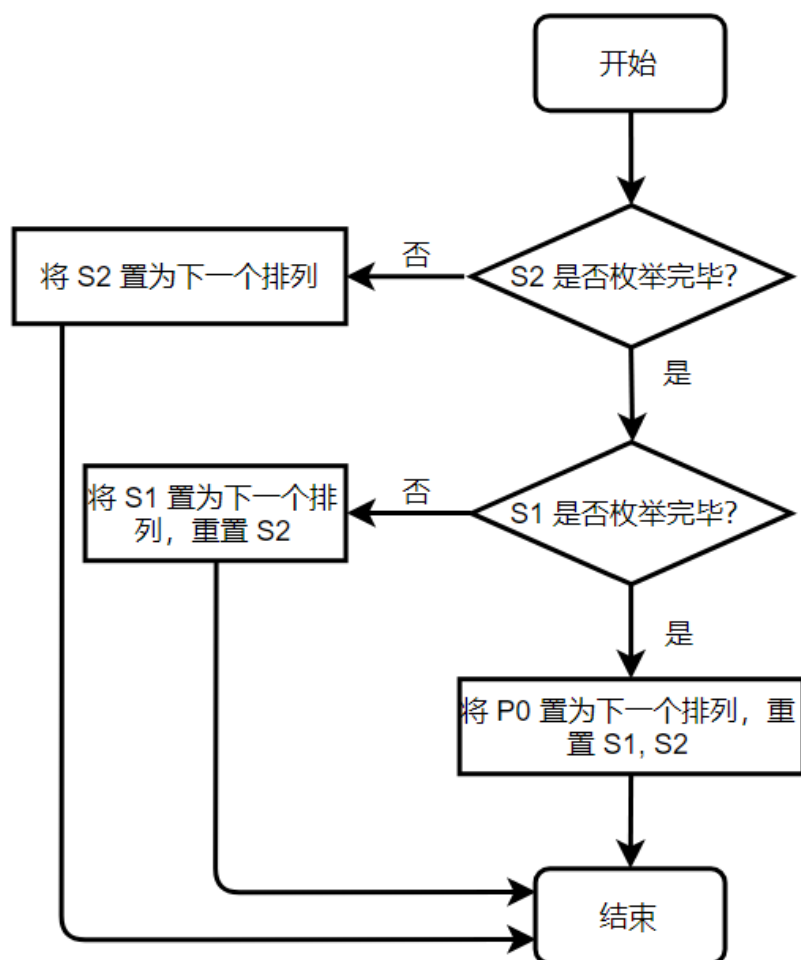 开始
S2 是否枚举完毕?
否
将 S2 置为下一个排列
是
S1 是否枚举完毕?
否
将 S1 置为下一个排
列，重置 S2
是
将 P0 置为下一个排列，重
置 S1, S2
结束